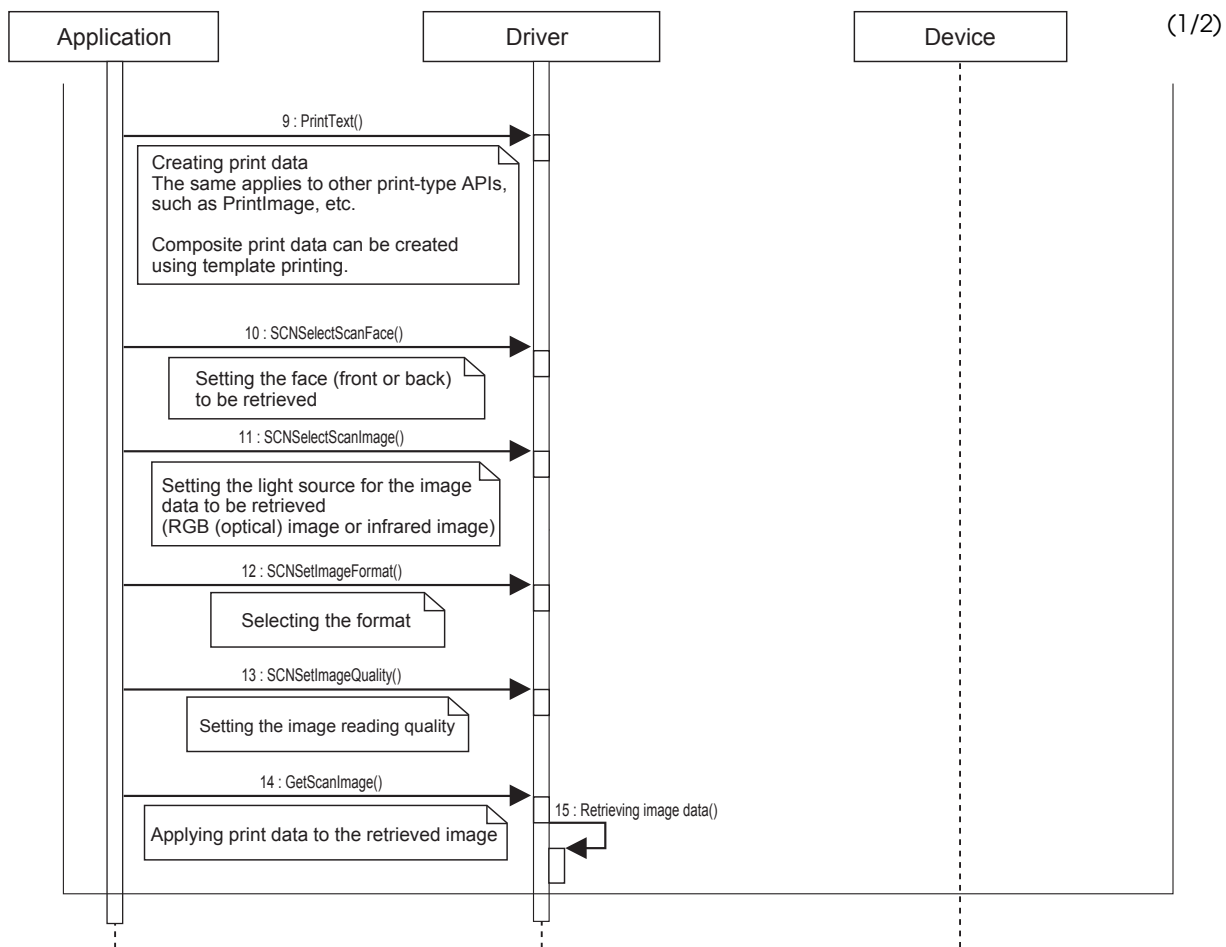 Application
Driver
Device
(1/2)
9 : PrintText()
Creating print data
The same applies to other print-type APIs,
such as PrintImage, etc.
Composite print data can be created
using template printing.
10 : SCNSelectScanFace()
Setting the face (front or back)
to be retrieved
11 : SCNSelectScanImage()
Setting the light source for the image
data to be retrieved
(RGB (optical) image or infrared image)
12 : SCNSetImageFormat()
Selecting the format
13 : SCNSetImageQuality()
Setting the image reading quality
14 : GetScanImage()
15 : Retrieving image data()
Applying print data to the retrieved image